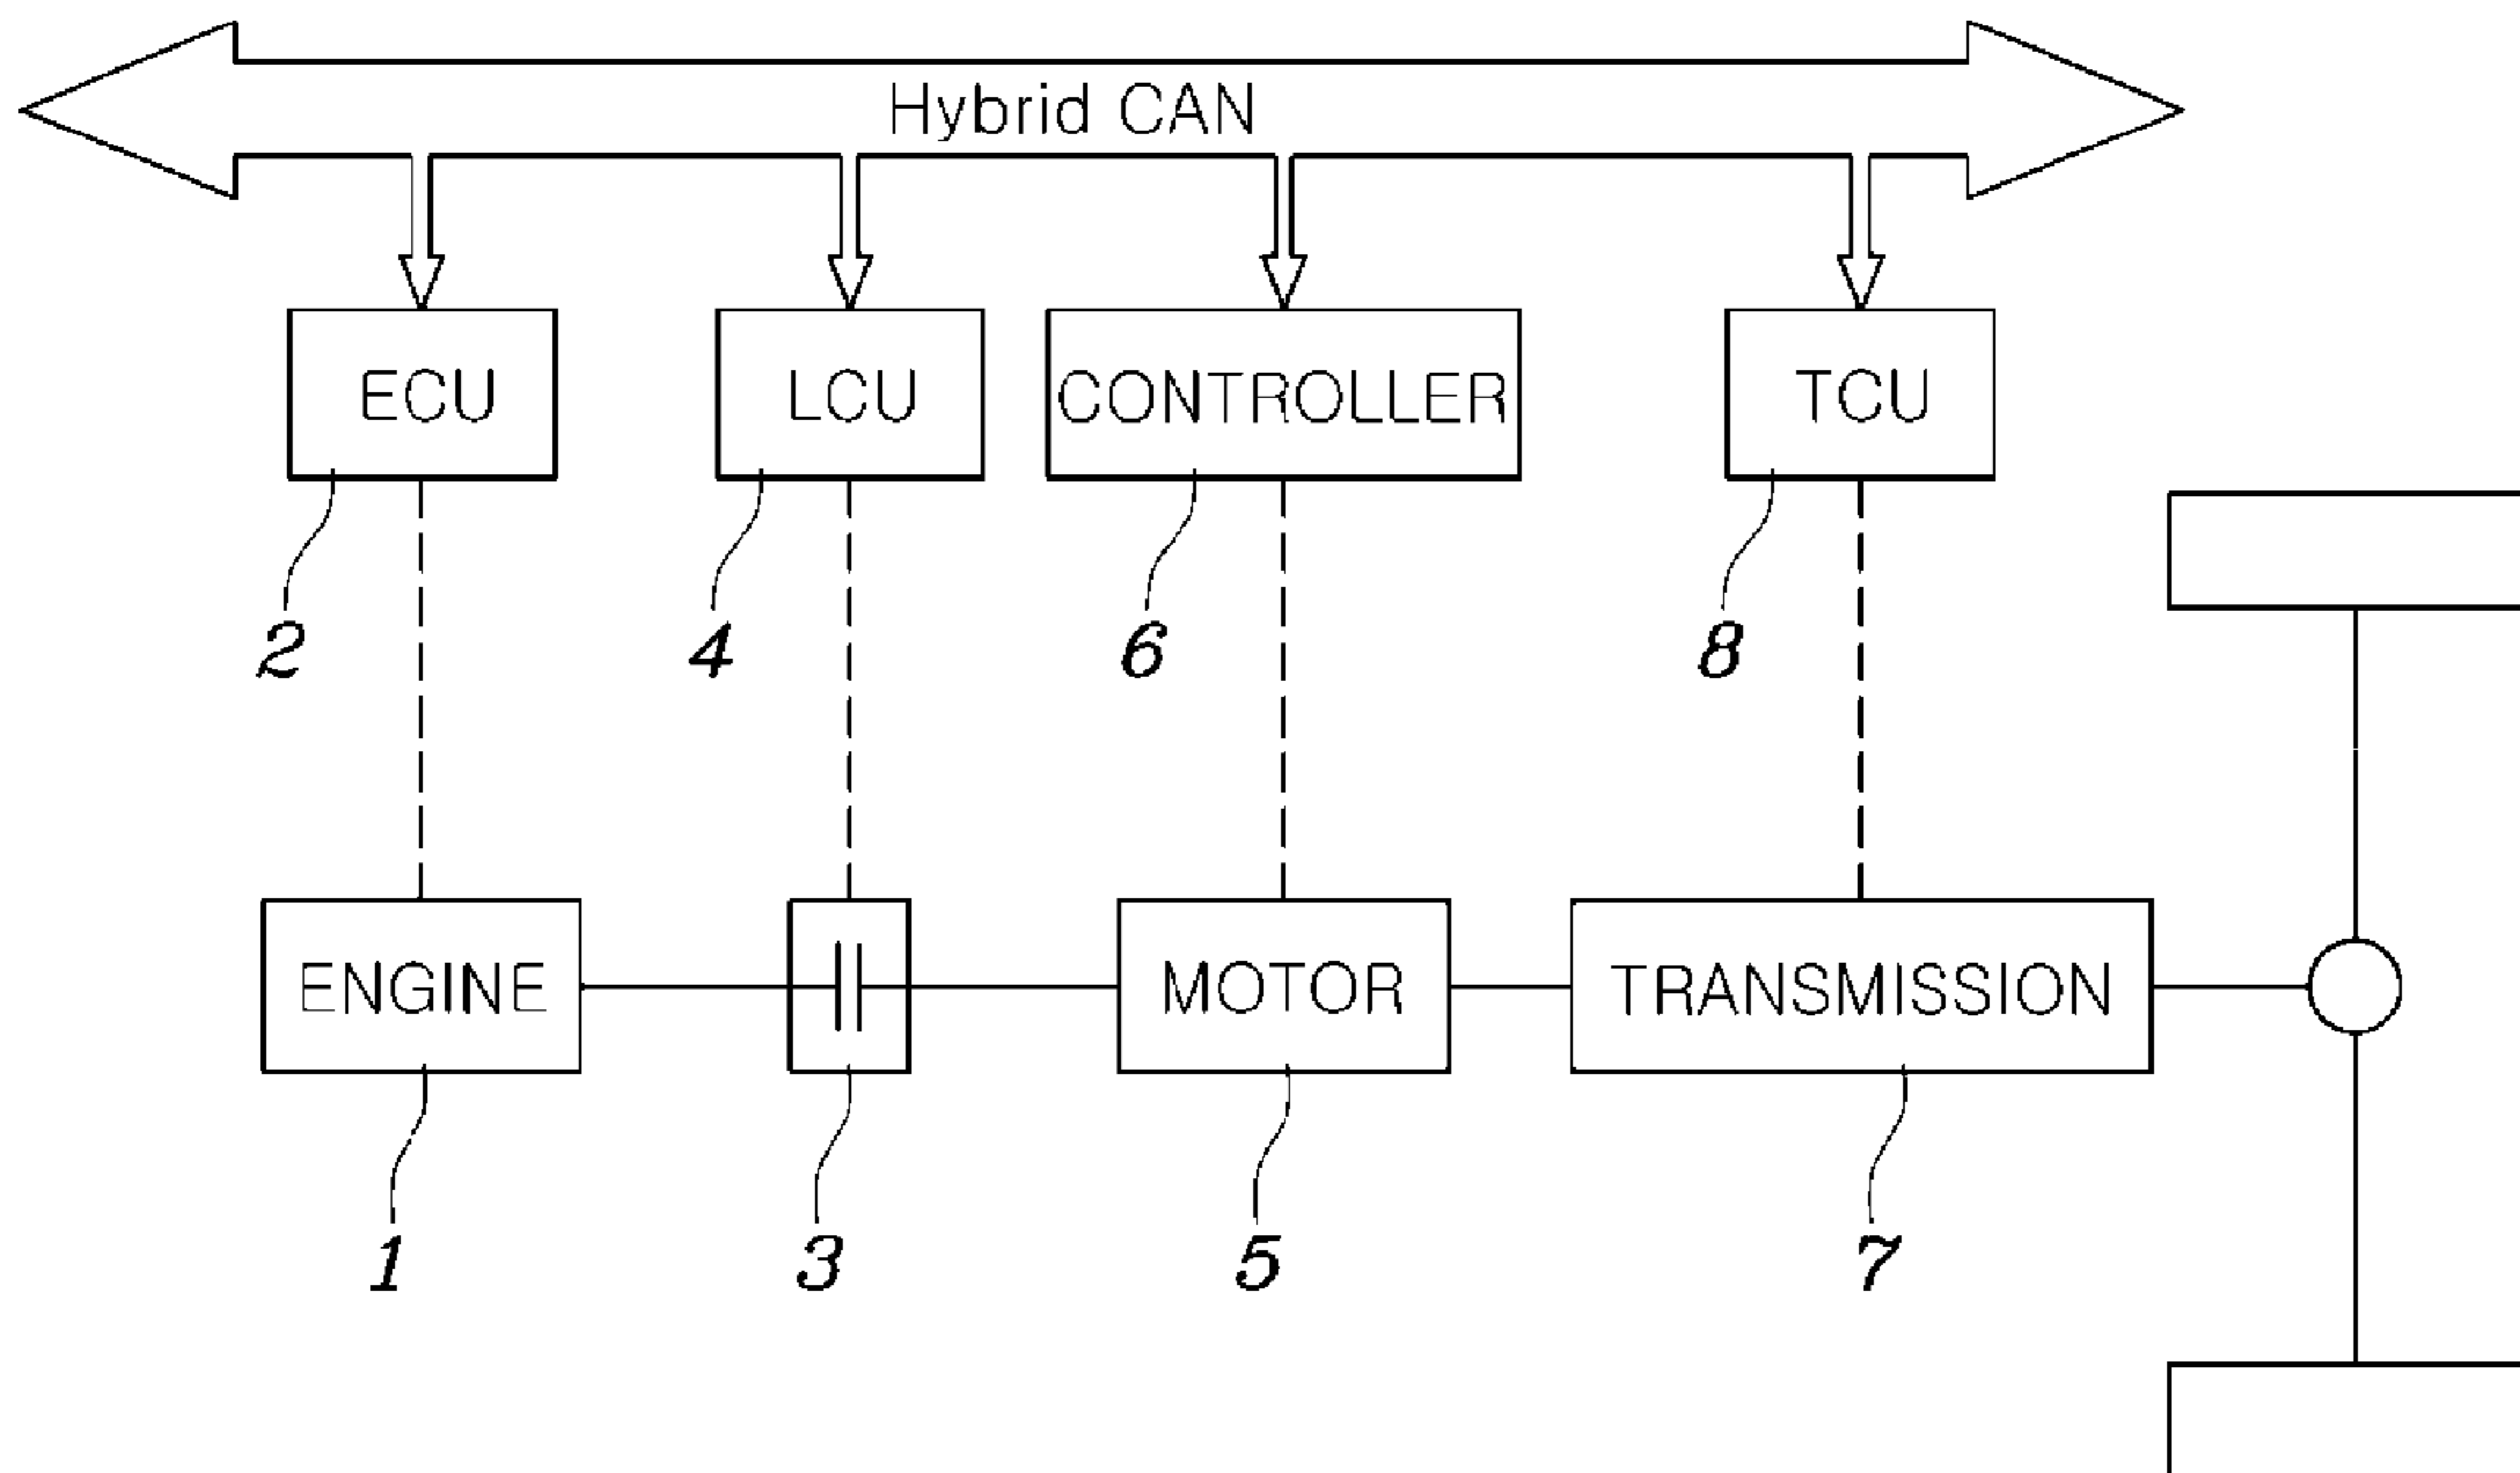 Hybrid CAN
ECU LCU CONTROLLER TCU
2 4 6 8
ENGINE MOTOR TRANSMISSION
1 3 5 7